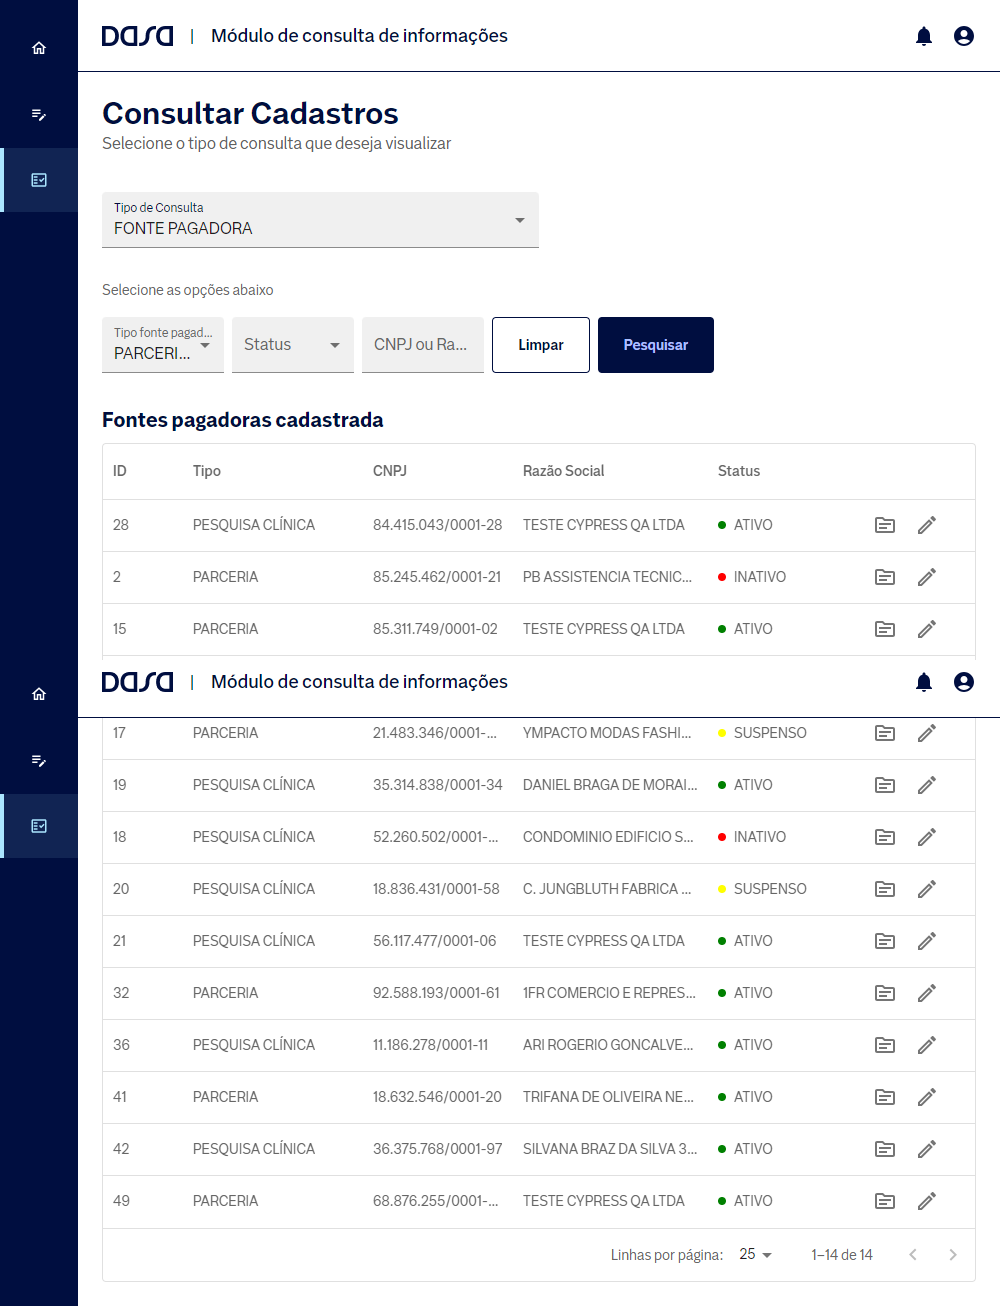 DASA | Módulo de consulta de informações
Consultar Cadastros
Selecione o tipo de consulta que deseja visualizar
Tipo de Consulta
FONTE PAGADORA
Selecione as opções abaixo
Tipo fonte pagad...
PARCERI...
Status
CNPJ ou Ra...
Limpar
Pesquisar
Fontes pagadoras cadastrada
ID Tipo CNPJ Razão Social Status
28 PESQUISA CLÍNICA 84.415.043/0001-28 TESTE CYPRESS QA LTDA ATIVO
2 PARCERIA 85.245.462/0001-21 PB ASSISTENCIA TECNIC... INATIVO
15 PARCERIA 85.311.749/0001-02 TESTE CYPRESS QA LTDA ATIVO
DASA | Módulo de consulta de informações
17 PARCERIA 21.483.346/0001-... YMPACTO MODAS FASHI... SUSPENSO
19 PESQUISA CLÍNICA 35.314.838/0001-34 DANIEL BRAGA DE MORAI... ATIVO
18 PARCERIA 52.260.502/0001-... CONDOMINIO EDIFICIO S... INATIVO
20 PESQUISA CLÍNICA 18.836.431/0001-58 C. JUNGBLUTH FABRICA ... SUSPENSO
21 PESQUISA CLÍNICA 56.117.477/0001-06 TESTE CYPRESS QA LTDA ATIVO
32 PARCERIA 92.588.193/0001-61 1FR COMERCIO E REPRES... ATIVO
36 PESQUISA CLÍNICA 11.186.278/0001-11 ARI ROGERIO GONCALVE... ATIVO
41 PARCERIA 18.632.546/0001-20 TRIFANA DE OLIVEIRA NE... ATIVO
42 PESQUISA CLÍNICA 36.375.768/0001-97 SILVANA BRAZ DA SILVA 3... ATIVO
49 PARCERIA 68.876.255/0001-... TESTE CYPRESS QA LTDA ATIVO
Linhas por página: 25 1–14 de 14